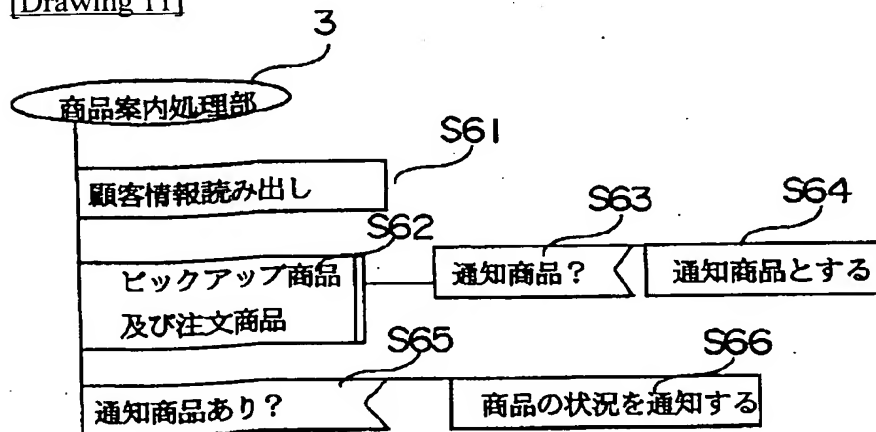 [Drawing 11]
3
商品案内処理部
S61
顧客情報読み出し
S62
ピックアップ商品
及び注文商品
S63
通知商品?
S64
通知商品とする
S65
通知商品あり?
S66
商品の状況を通知する